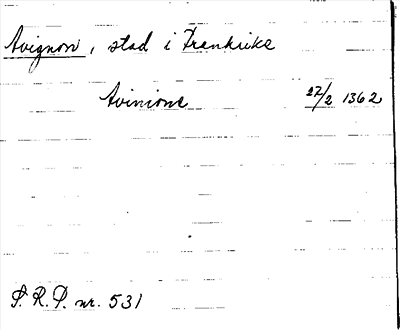 Avignon, stad i Frankrike
Avinione 27/2 1362
S. R. P. nr. 531